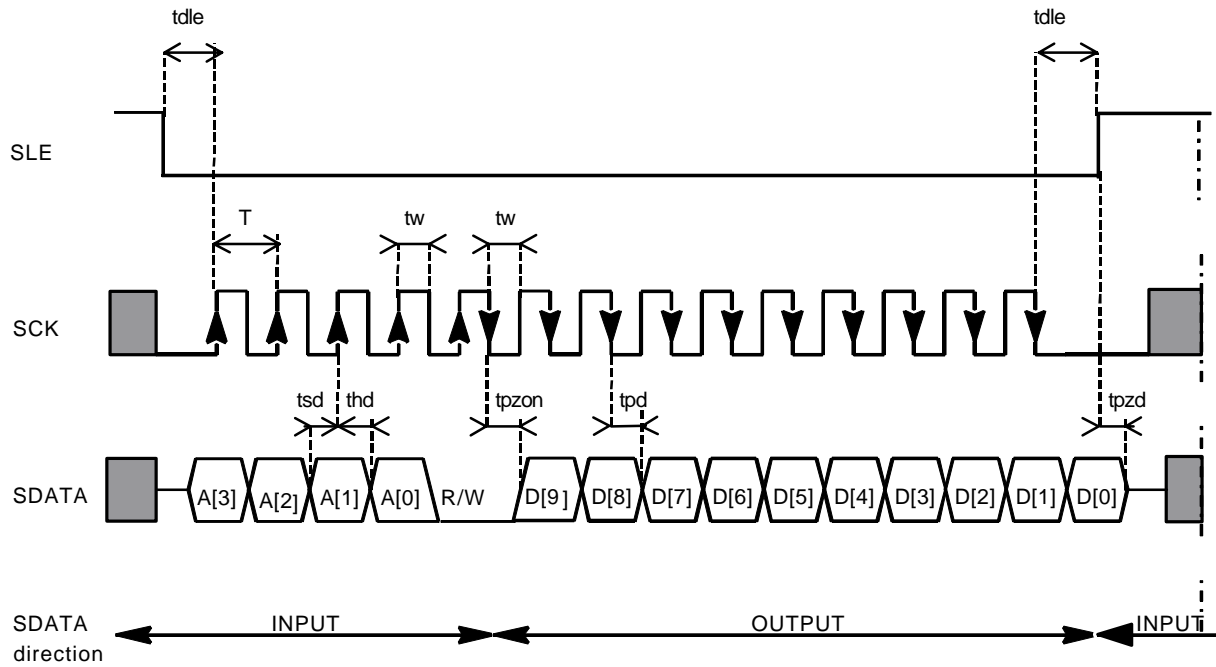 tdle tdle
SLE
T tw tw
SCK
tsd thd tpzon tpd tpzd
SDATA A[3] A[2] A[1] A[0] R/W D[9] D[8] D[7] D[6] D[5] D[4] D[3] D[2] D[1] D[0]
SDATA INPUT OUTPUT INPUT
direction